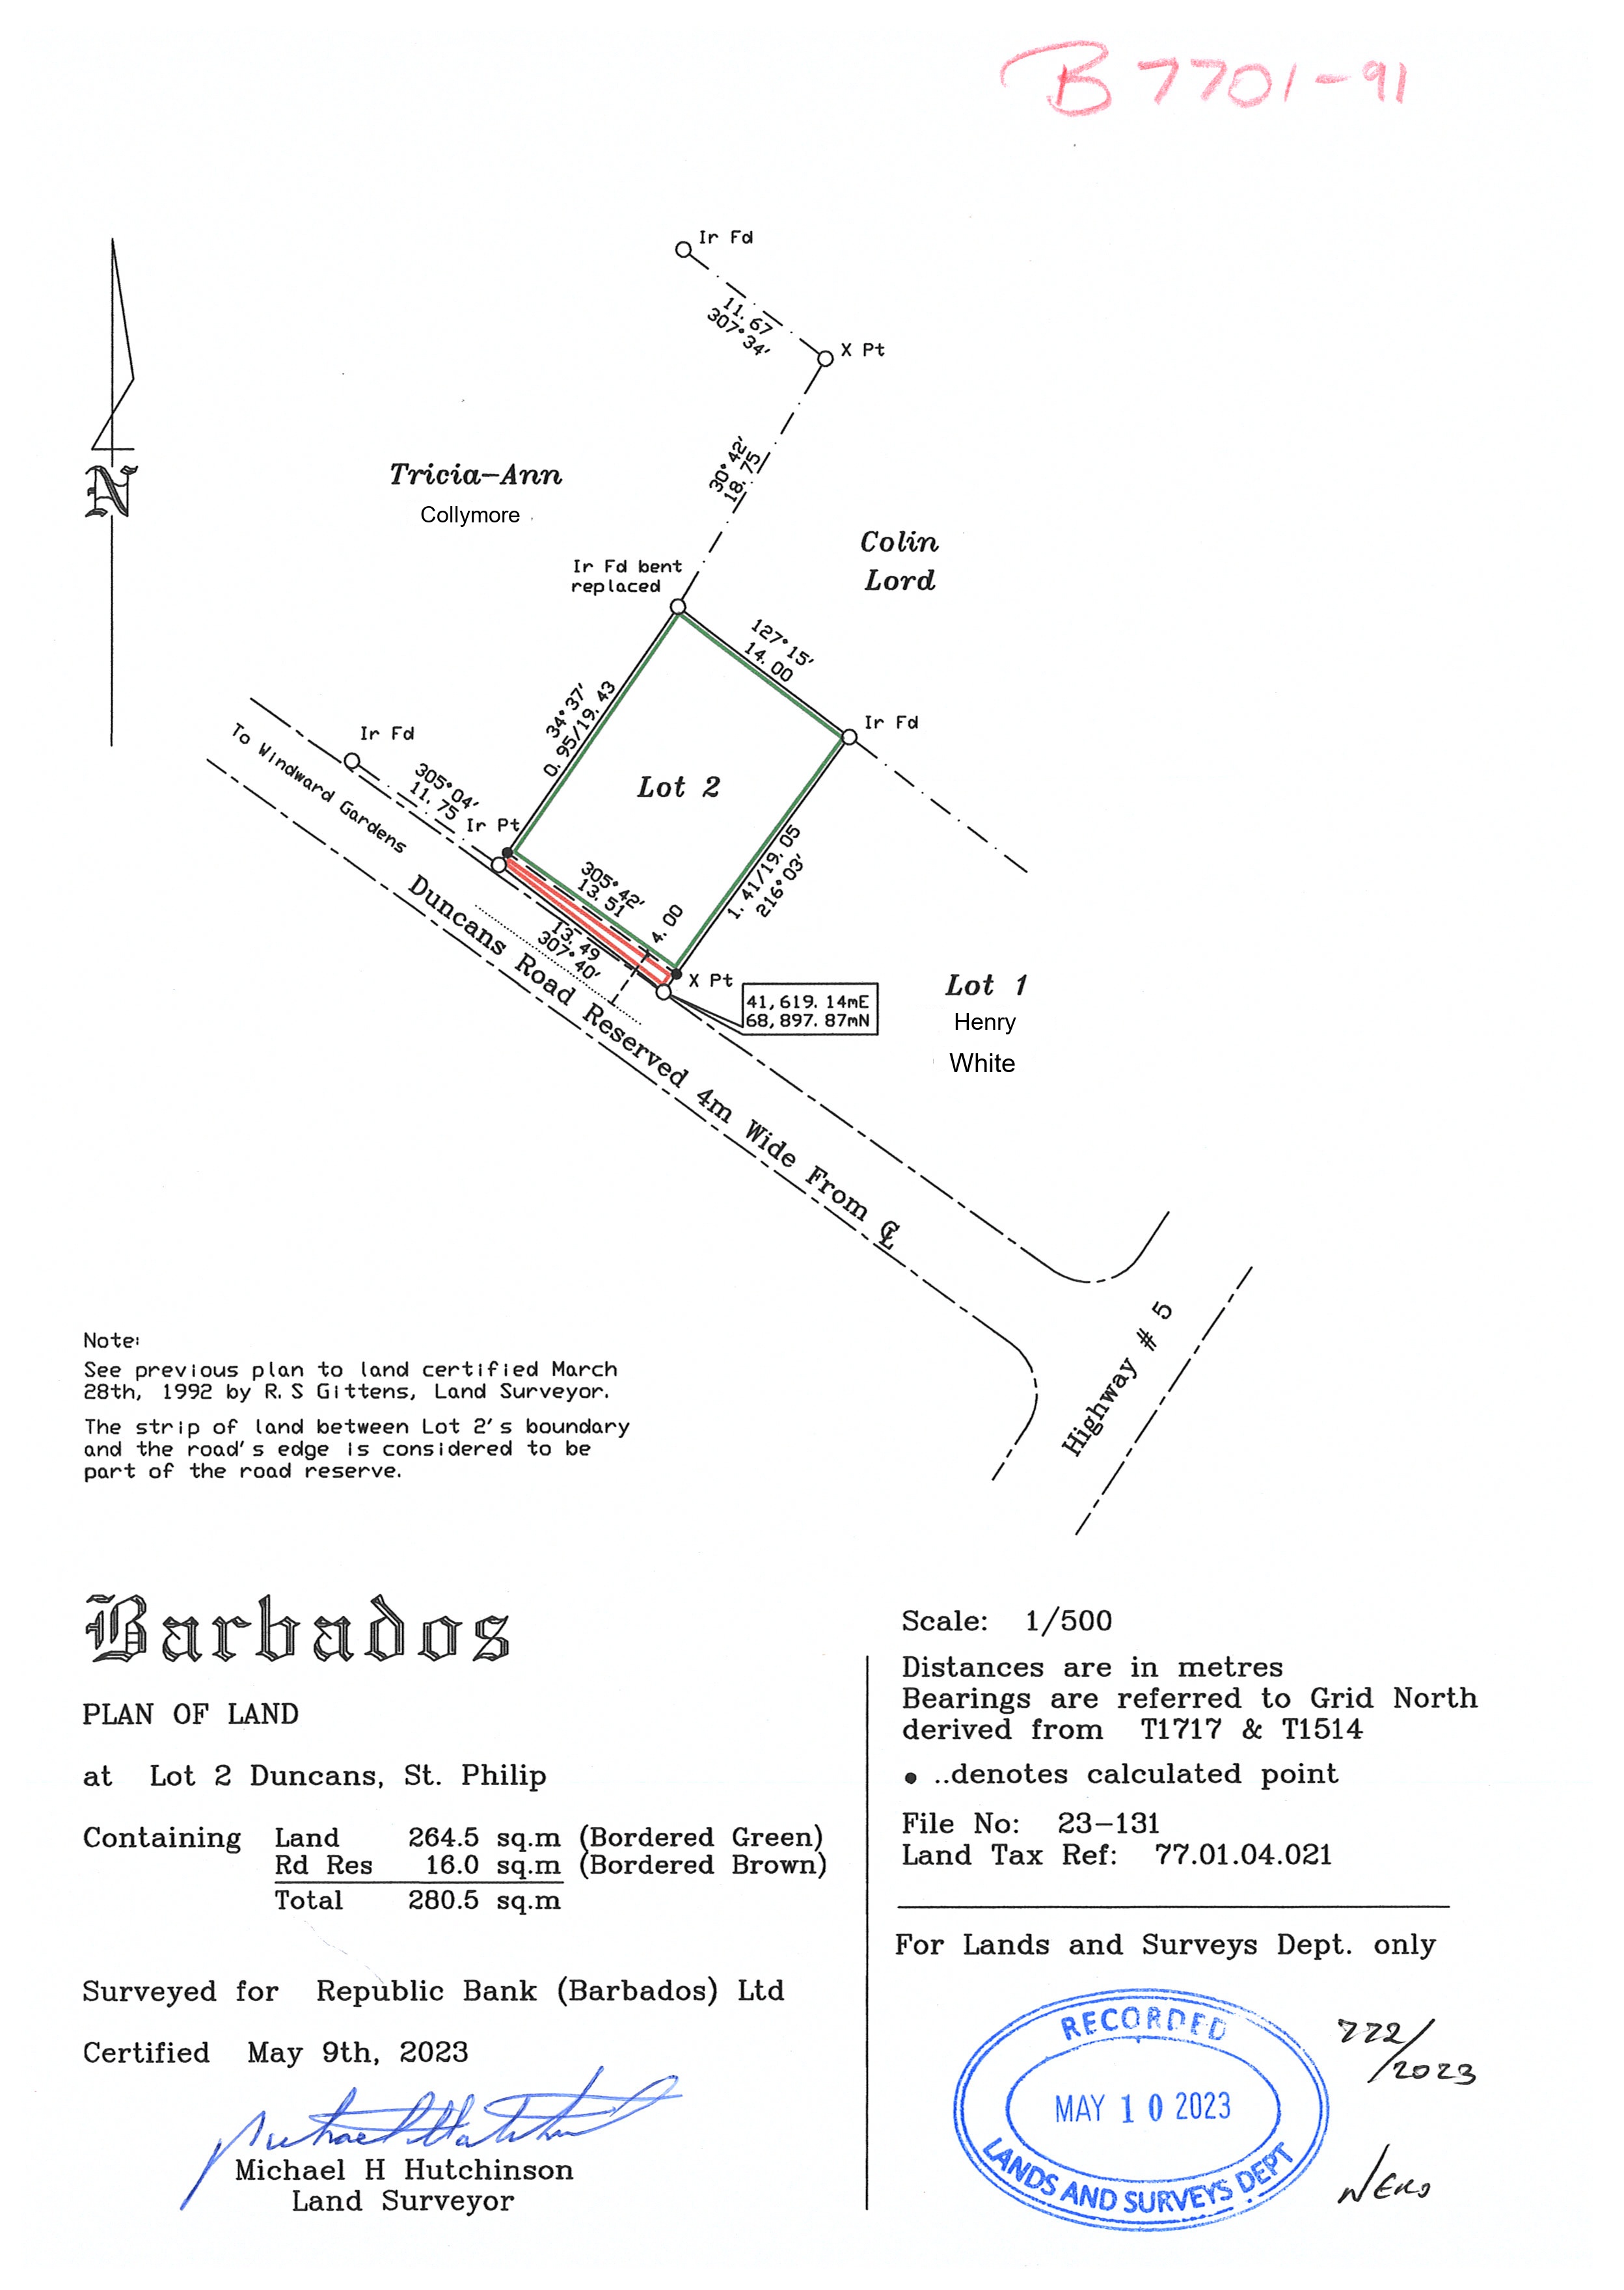 B 7701-91
Ir Fd
11.67
307°34'
X Pt
30°42'
18.75
Tricia-Ann
Collymore
Colin
Lord
Ir Fd bent
replaced
127°15'
14.00
34°37'
0.95/19.43
Ir Fd
Ir Fd
To Windward Gardens
305°04'
11.75
Lot 2
Ir Pt
305°42'
13.51
4.00
1.41/19.05
216°03'
13.49
307°40'
X Pt
41,619.14mE
68,897.87mN
Lot 1
Henry
White
N
Duncans Road Reserved 4m Wide From ℄
Highway # 5
Note:
See previous plan to land certified March
28th, 1992 by R.S Gittens, Land Surveyor.
The strip of land between Lot 2's boundary
and the road's edge is considered to be
part of the road reserve.
Barbados
PLAN OF LAND
at Lot 2 Duncans, St. Philip
Containing Land 264.5 sq.m (Bordered Green)
Rd Res 16.0 sq.m (Bordered Brown)
Total 280.5 sq.m
Surveyed for Republic Bank (Barbados) Ltd
Certified May 9th, 2023
Michael H Hutchinson
Land Surveyor
Scale: 1/500
Distances are in metres
Bearings are referred to Grid North
derived from T1717 & T1514
● ..denotes calculated point
File No: 23-131
Land Tax Ref: 77.01.04.021
For Lands and Surveys Dept. only
RECORDED
MAY 10 2023
LANDS AND SURVEYS DEPT
772/
2023